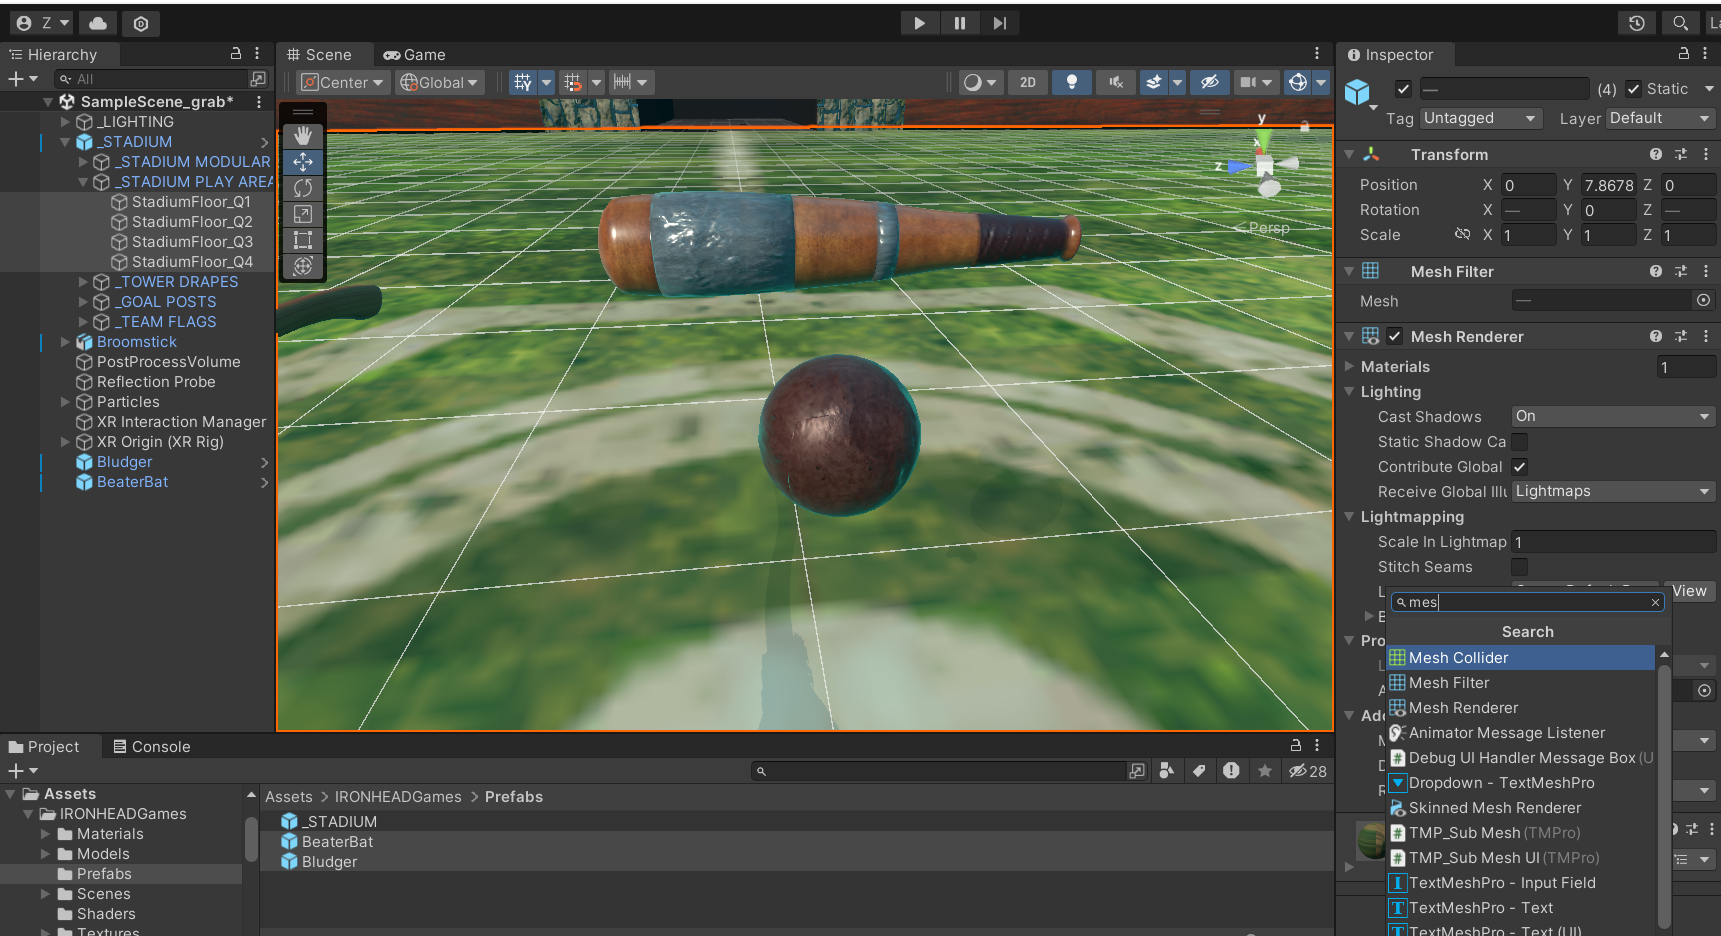 Z
La
Hierarchy
Scene
Game
Inspector
All
Center
Global
2D
— (4) Static
Tag Untagged Layer Default
SampleScene_grab*
_LIGHTING
_STADIUM
_STADIUM MODULAR
_STADIUM PLAY AREA
StadiumFloor_Q1
StadiumFloor_Q2
StadiumFloor_Q3
StadiumFloor_Q4
_TOWER DRAPES
_GOAL POSTS
_TEAM FLAGS
Broomstick
PostProcessVolume
Reflection Probe
Particles
XR Interaction Manager
XR Origin (XR Rig)
Bludger
BeaterBat
y
x
z
Persp
Transform
Position X 0 Y 7.8678 Z 0
Rotation X — Y 0 Z —
Scale X 1 Y 1 Z 1
Mesh Filter
Mesh —
Mesh Renderer
Materials 1
Lighting
Cast Shadows On
Static Shadow Ca
Contribute Global
Receive Global Illu Lightmaps
Lightmapping
Scale In Lightmap 1
Stitch Seams
View
mes
Search
Pro
Mesh Collider
Mesh Filter
Mesh Renderer
Add
Animator Message Listener
Debug UI Handler Message Box (U
Dropdown - TextMeshPro
Skinned Mesh Renderer
TMP_Sub Mesh (TMPro)
TMP_Sub Mesh UI (TMPro)
TextMeshPro - Input Field
TextMeshPro - Text
TextMeshPro - Text (UI)
Project
Console
28
Assets
IRONHEADGames
Materials
Models
Prefabs
Scenes
Shaders
Textures
Assets > IRONHEADGames > Prefabs
_STADIUM
BeaterBat
Bludger